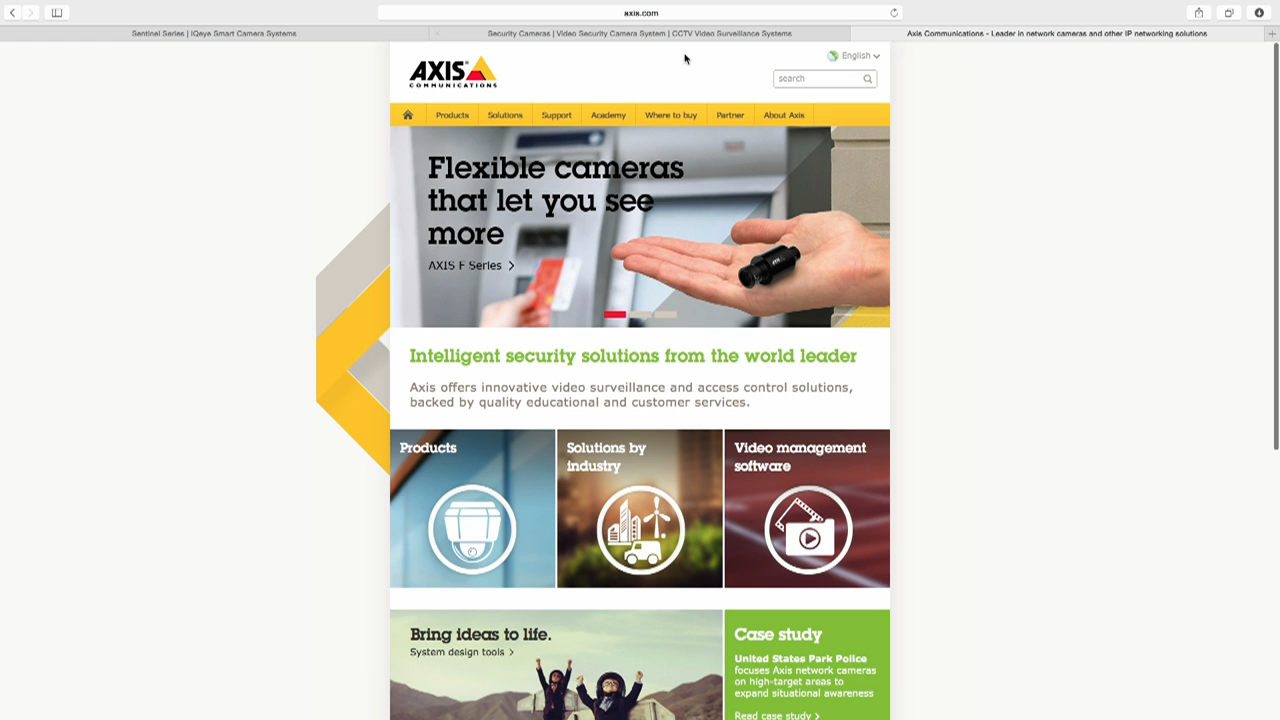 axis.com
Sentinel Series | IQeye Smart Camera Systems
Security Cameras | Video Security Camera System | CCTV Video Surveillance Systems
Axis Communications - Leader in network cameras and other IP networking solutions
AXIS
COMMUNICATIONS
English
search
Products
Solutions
Support
Academy
Where to buy
Partner
About Axis
Flexible cameras
that let you see
more
AXIS F Series >
Intelligent security solutions from the world leader
Axis offers innovative video surveillance and access control solutions,
backed by quality educational and customer services.
Products
Solutions by
industry
Video management
software
Bring ideas to life.
System design tools >
Case study
United States Park Police
focuses Axis network cameras
on high-target areas to
expand situational awareness
Read case study >